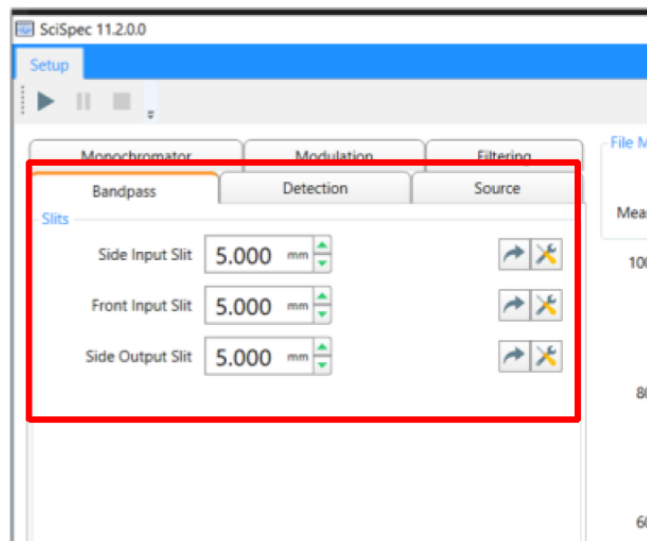 SciSpec 11.2.0.0
Setup
Monochromator Modulation Filtering
File M
Bandpass Detection Source
Slits
Meas
Side Input Slit 5.000 mm
100
Front Input Slit 5.000 mm
Side Output Slit 5.000 mm
80
60